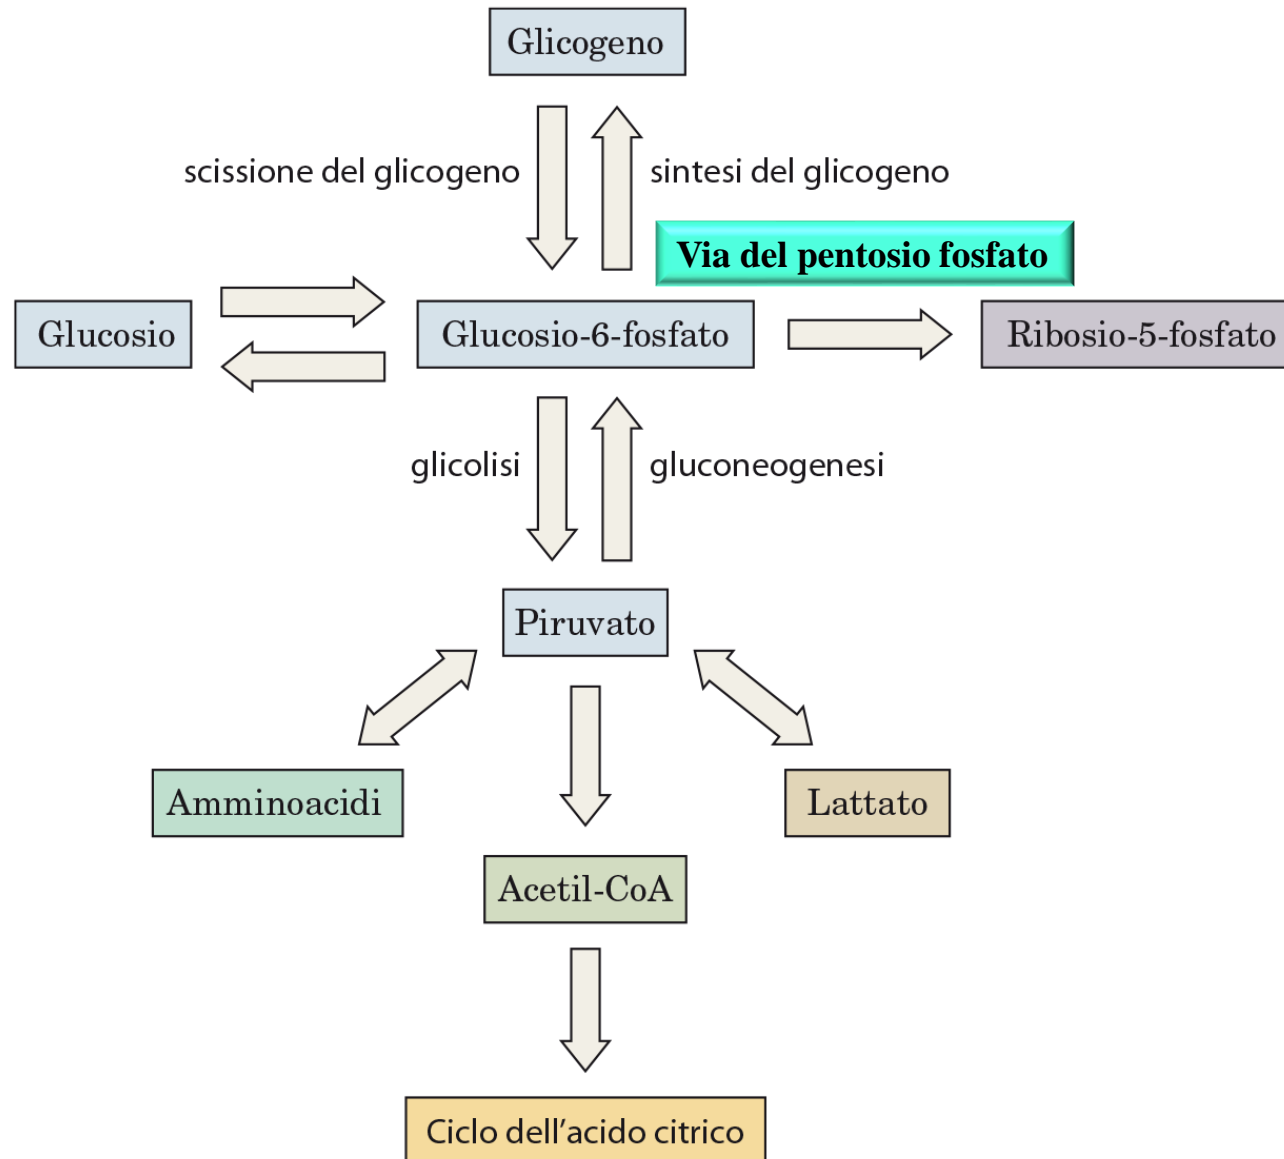 Glicogeno
scissione del glicogeno
sintesi del glicogeno
Via del pentosio fosfato
Glucosio
Glucosio-6-fosfato
Ribosio-5-fosfato
glicolisi
gluconeogenesi
Piruvato
Amminoacidi
Lattato
Acetil-CoA
Ciclo dell'acido citrico